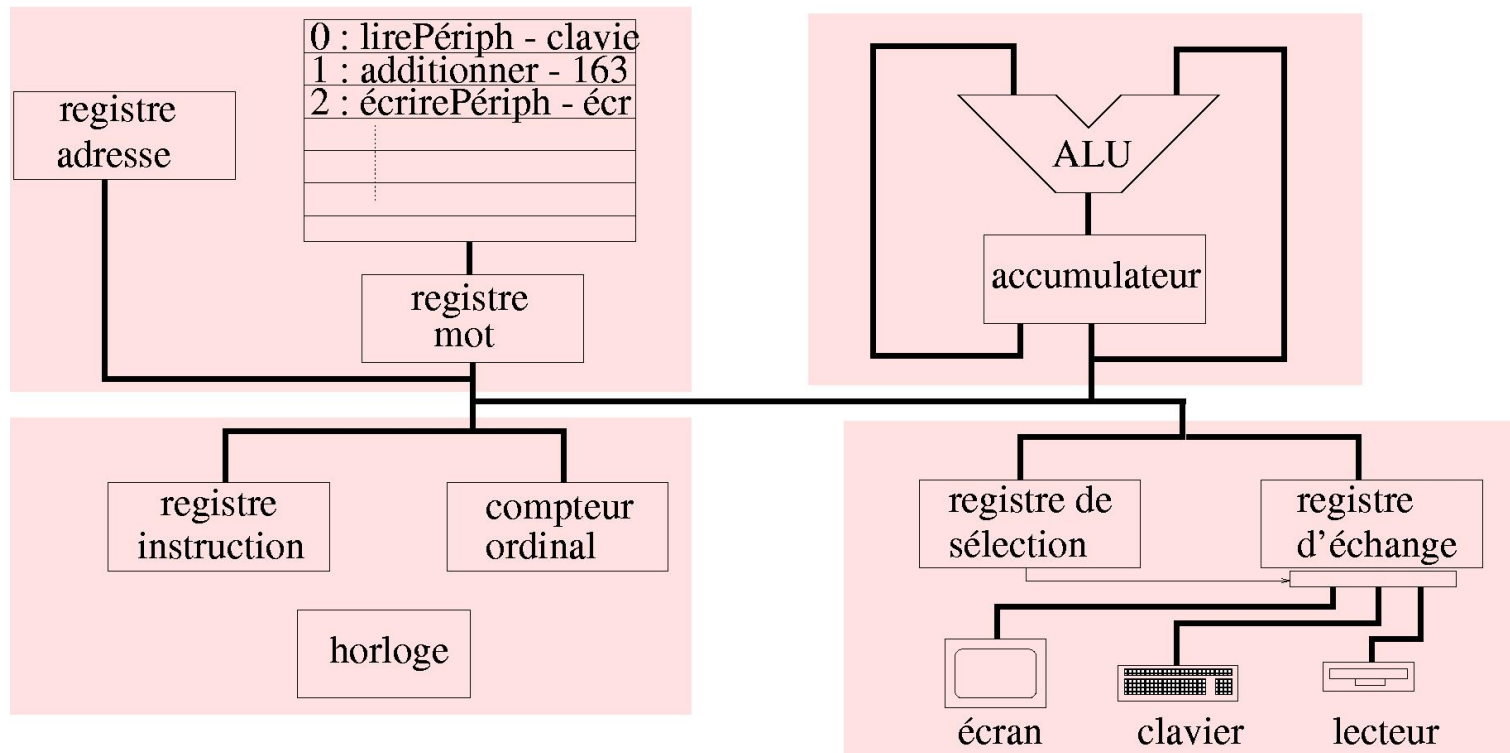 0 : lirePériph - clavie
1 : additionner - 163
2 : écrirePériph - écr
registre
adresse
registre
mot
ALU
accumulateur
registre
instruction
compteur
ordinal
horloge
registre de
sélection
registre
d'échange
écran
clavier
lecteur